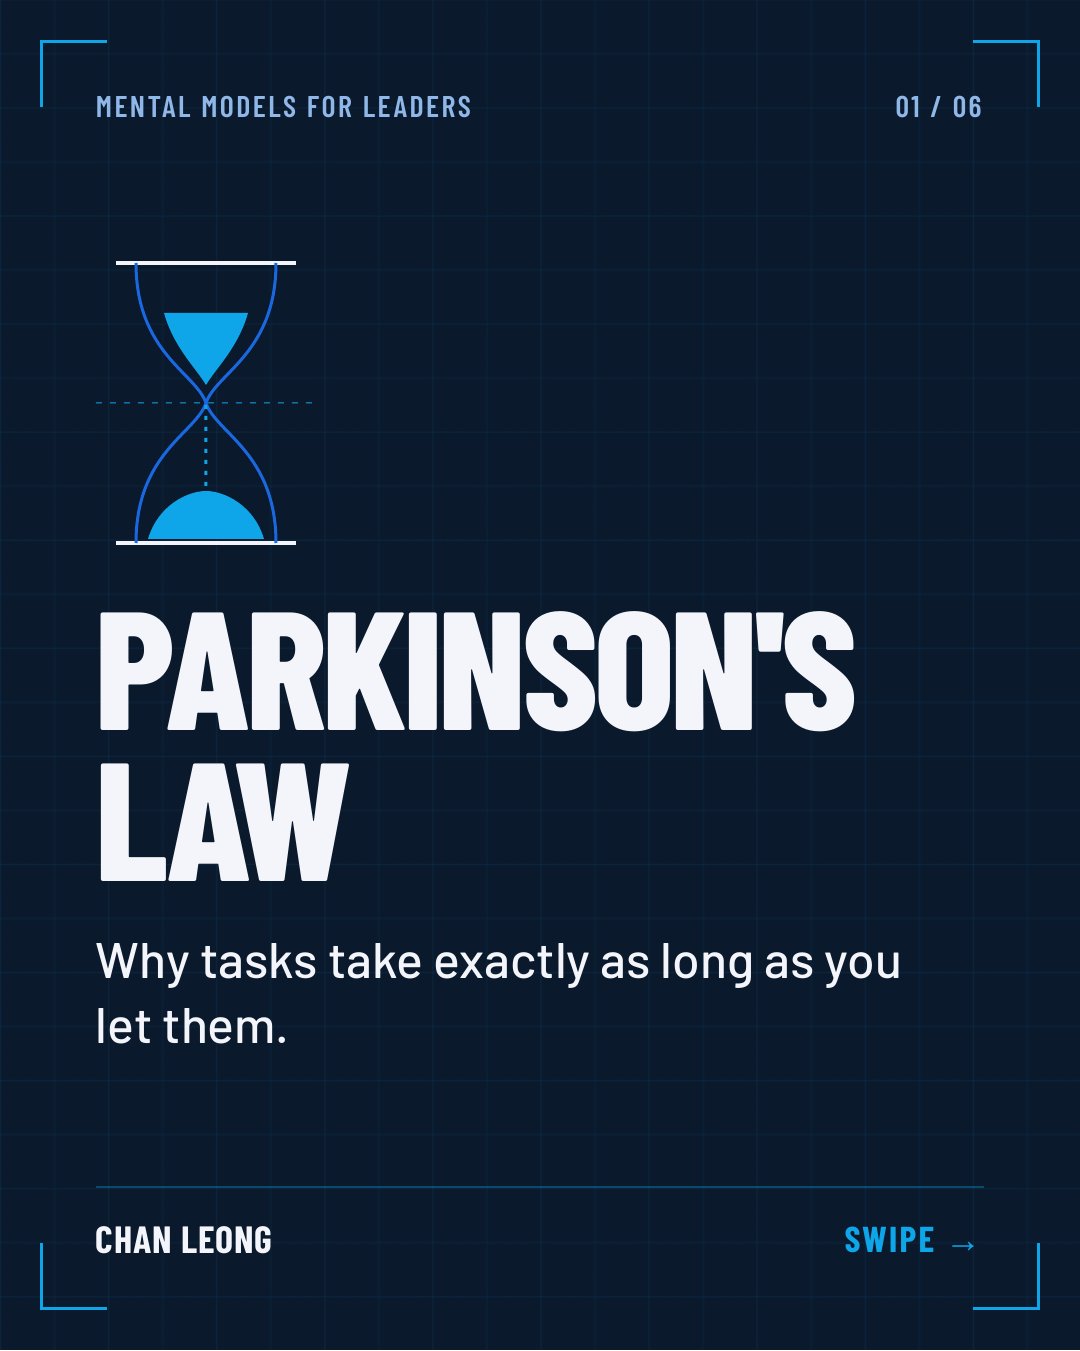 MENTAL MODELS FOR LEADERS
01 / 06
PARKINSON'S
LAW
Why tasks take exactly as long as you
let them.
CHAN LEONG
SWIPE →